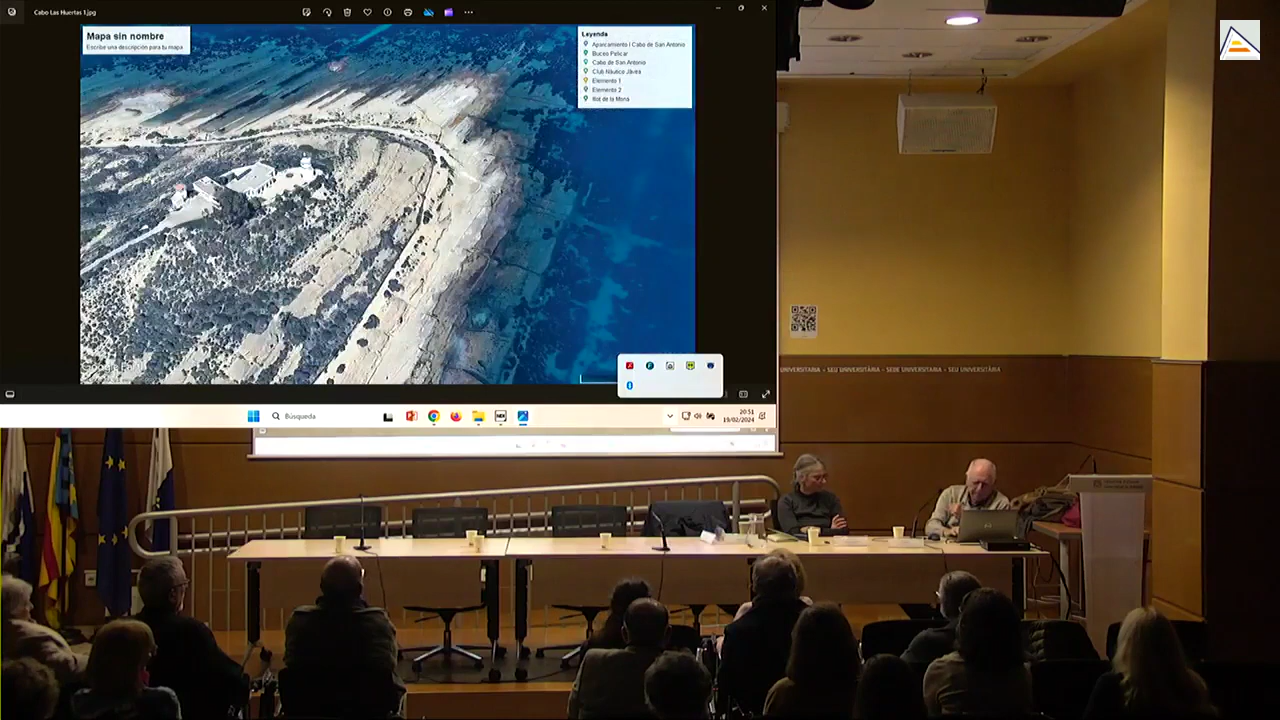 Cabo Las Huertas 1.jpg
Mapa sin nombre
Escribe una descripción para tu mapa
Leyenda
Aparcamiento | Cabo de San Antonio
Buceo Pelicar
Cabo de San Antonio
Club Náutico Jávea
Elemento 1
Elemento 2
Illot de la Mona
Búsqueda
20:51
19/02/2024
UNIVERSITÀRIA - SEU UNIVERSITÀRIA - SEDE UNIVERSITARIA - SEU UNIVERSITÀRIA